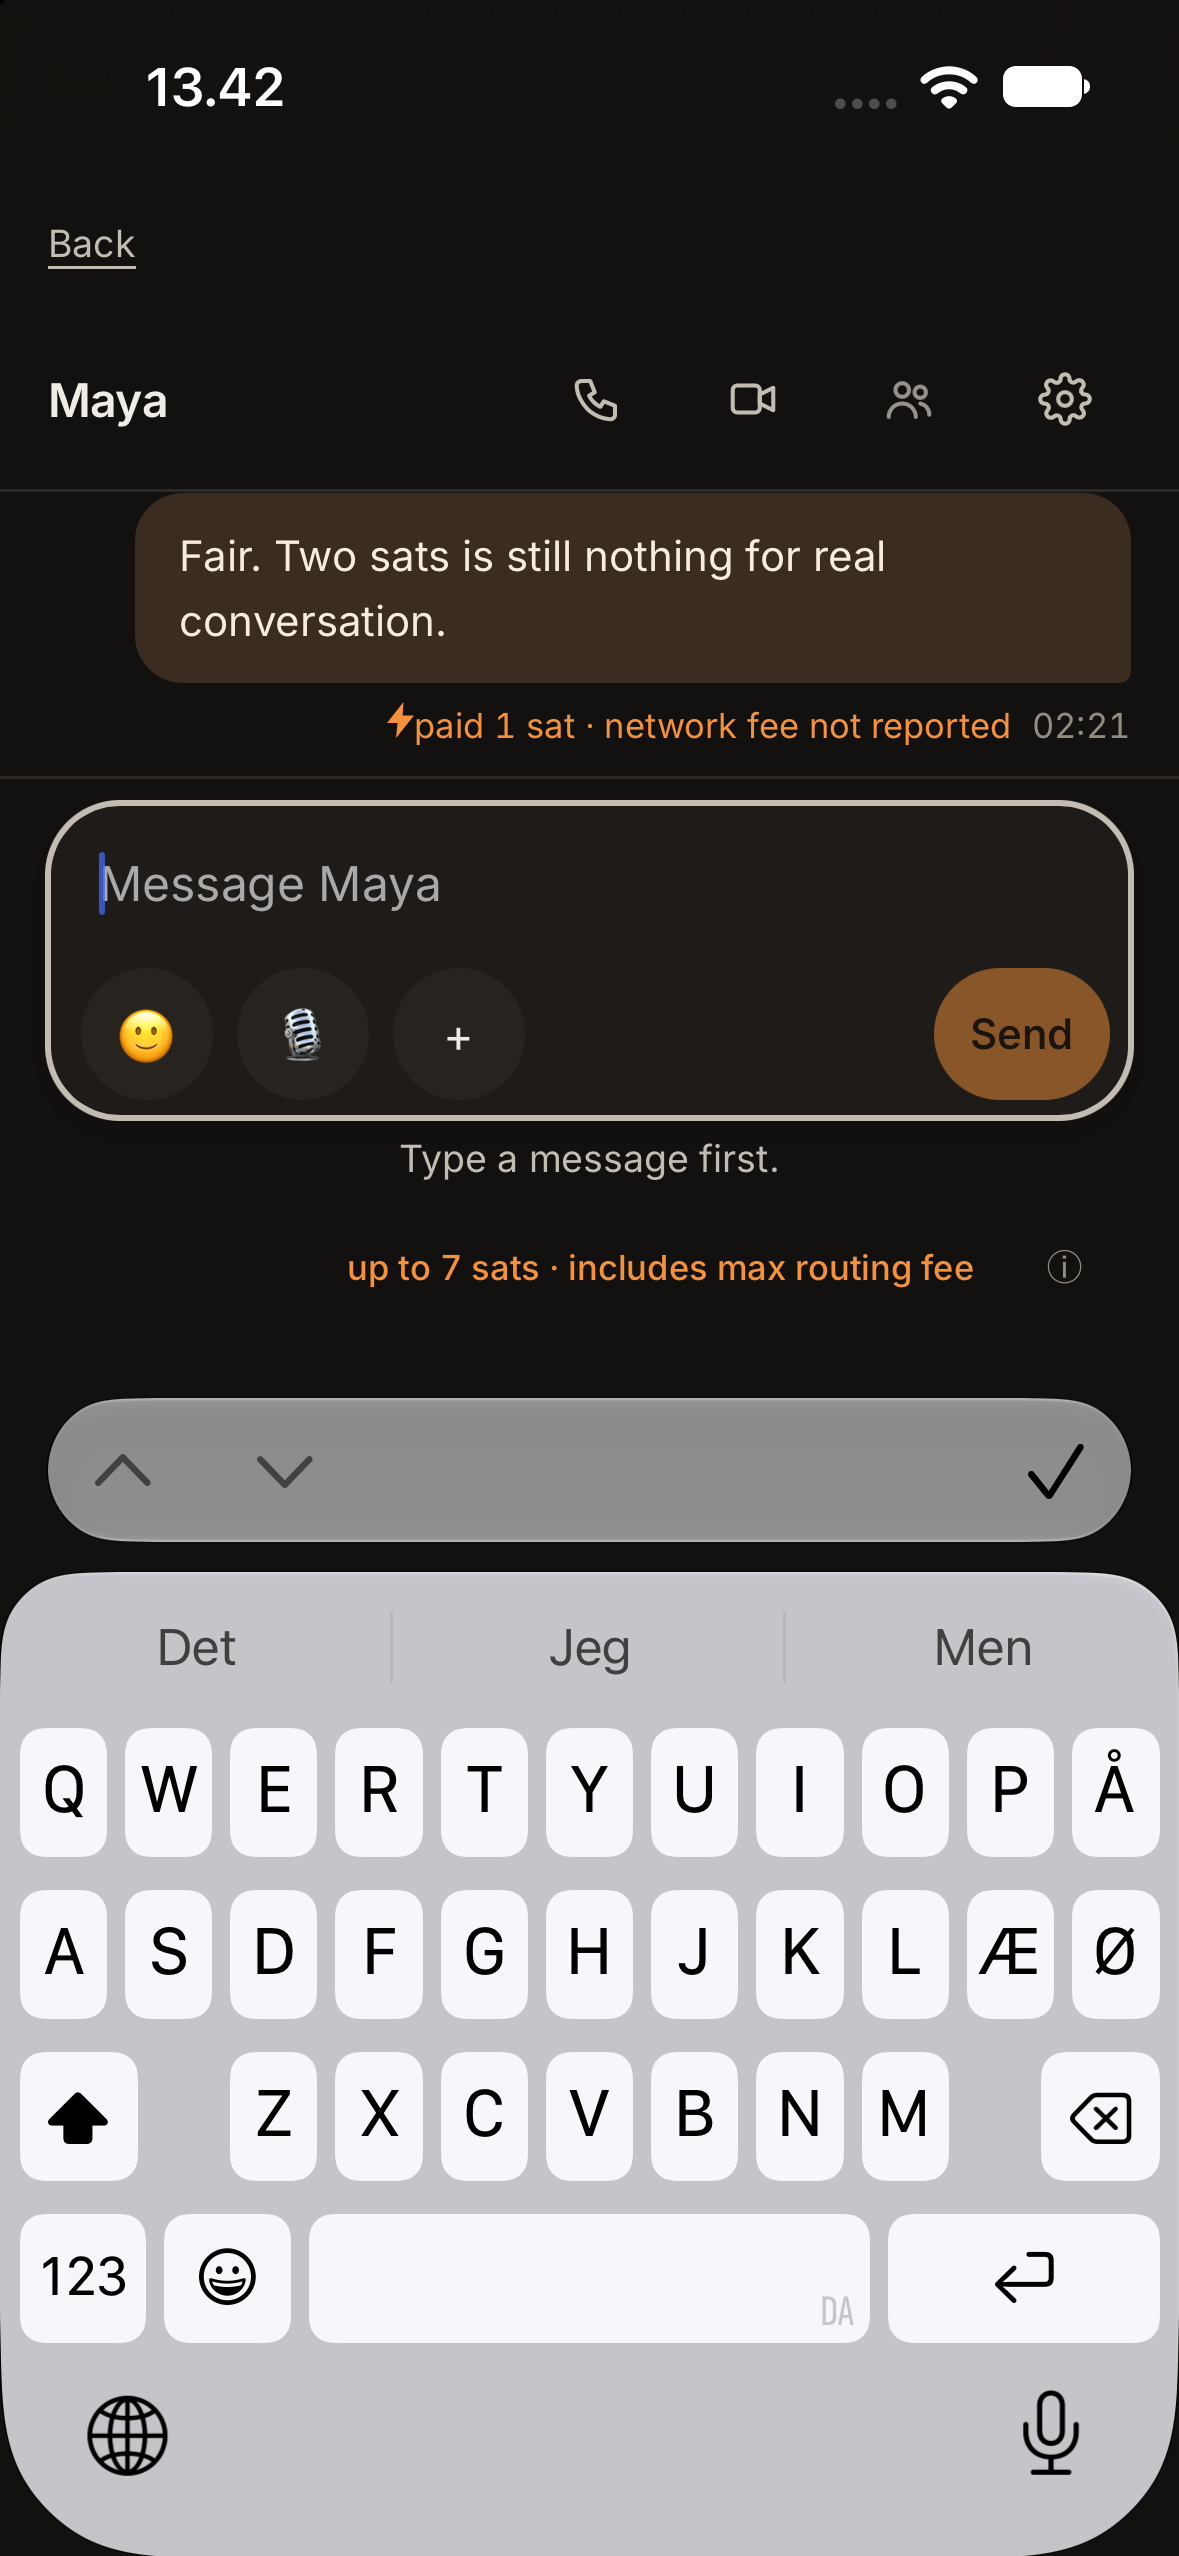 13.42
Back
Maya
Fair. Two sats is still nothing for real
conversation.
paid 1 sat · network fee not reported 02:21
Message Maya
+ Send
Type a message first.
up to 7 sats · includes max routing fee ⓘ
Det Jeg Men
Q W E R T Y U I O P Å
A S D F G H J K L Æ Ø
Z X C V B N M
123 DA